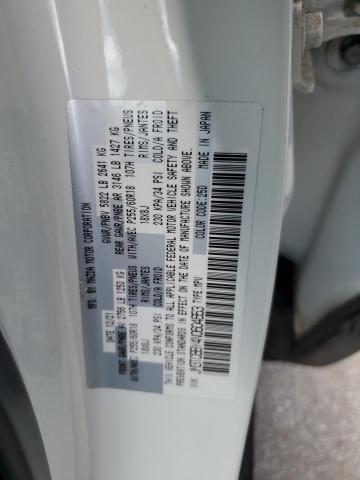 MFD. BY MAZDA MOTOR CORPORATION
DATE 10/21 GVWR/PNBV 5822 LB 2641 KG
FRONT GAWR/PNBE AV 2756 LB 1250 KG REAR GAWR/PNBE AR 3146 LB 1427 KG
WITH/AVEC P255/60R18 107H TIRES/PNEUS WITH/AVEC P255/60R18 107H TIRES/PNEUS
18X8J RIMS/JANTES 18X8J RIMS/JANTES
230 KPA/34 PSI COLD/A FROID 230 KPA/34 PSI COLD/A FROID
THIS VEHICLE CONFORMS TO ALL APPLICABLE FEDERAL MOTOR VEHICLE SAFETY AND THEFT
PREVENTION STANDARDS IN EFFECT ON THE DATE OF MANUFACTURE SHOWN ABOVE.
COLOR CODE: 25D MADE IN JAPAN
TYPE: MPV